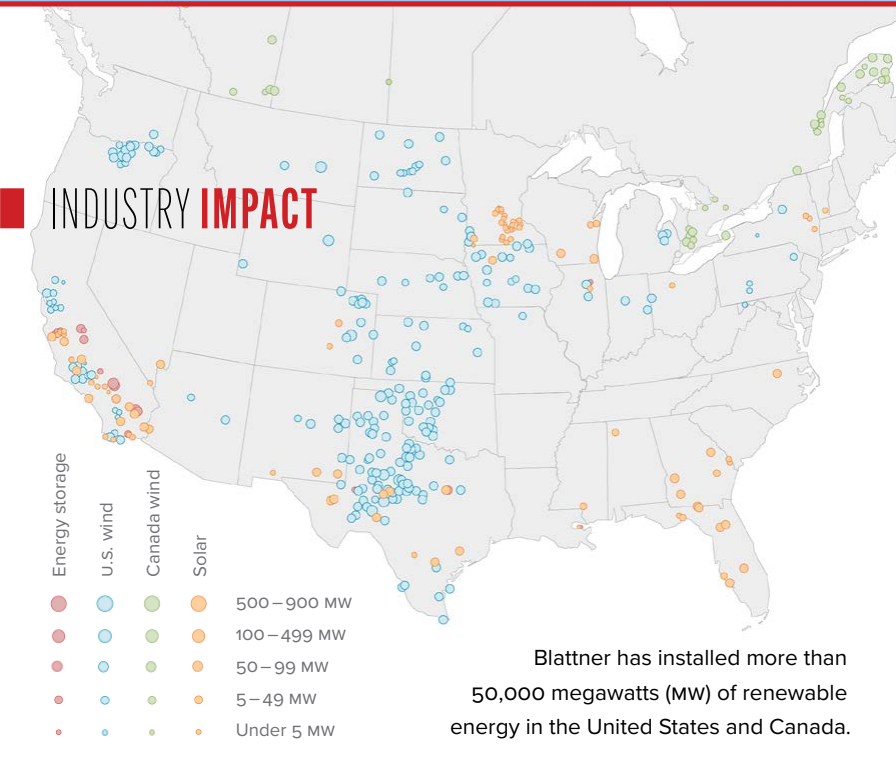 INDUSTRY IMPACT
Energy storage
U.S. wind
Canada wind
Solar
500–900 MW
100–499 MW
50–99 MW
5–49 MW
Under 5 MW
Blattner has installed more than
50,000 megawatts (MW) of renewable
energy in the United States and Canada.